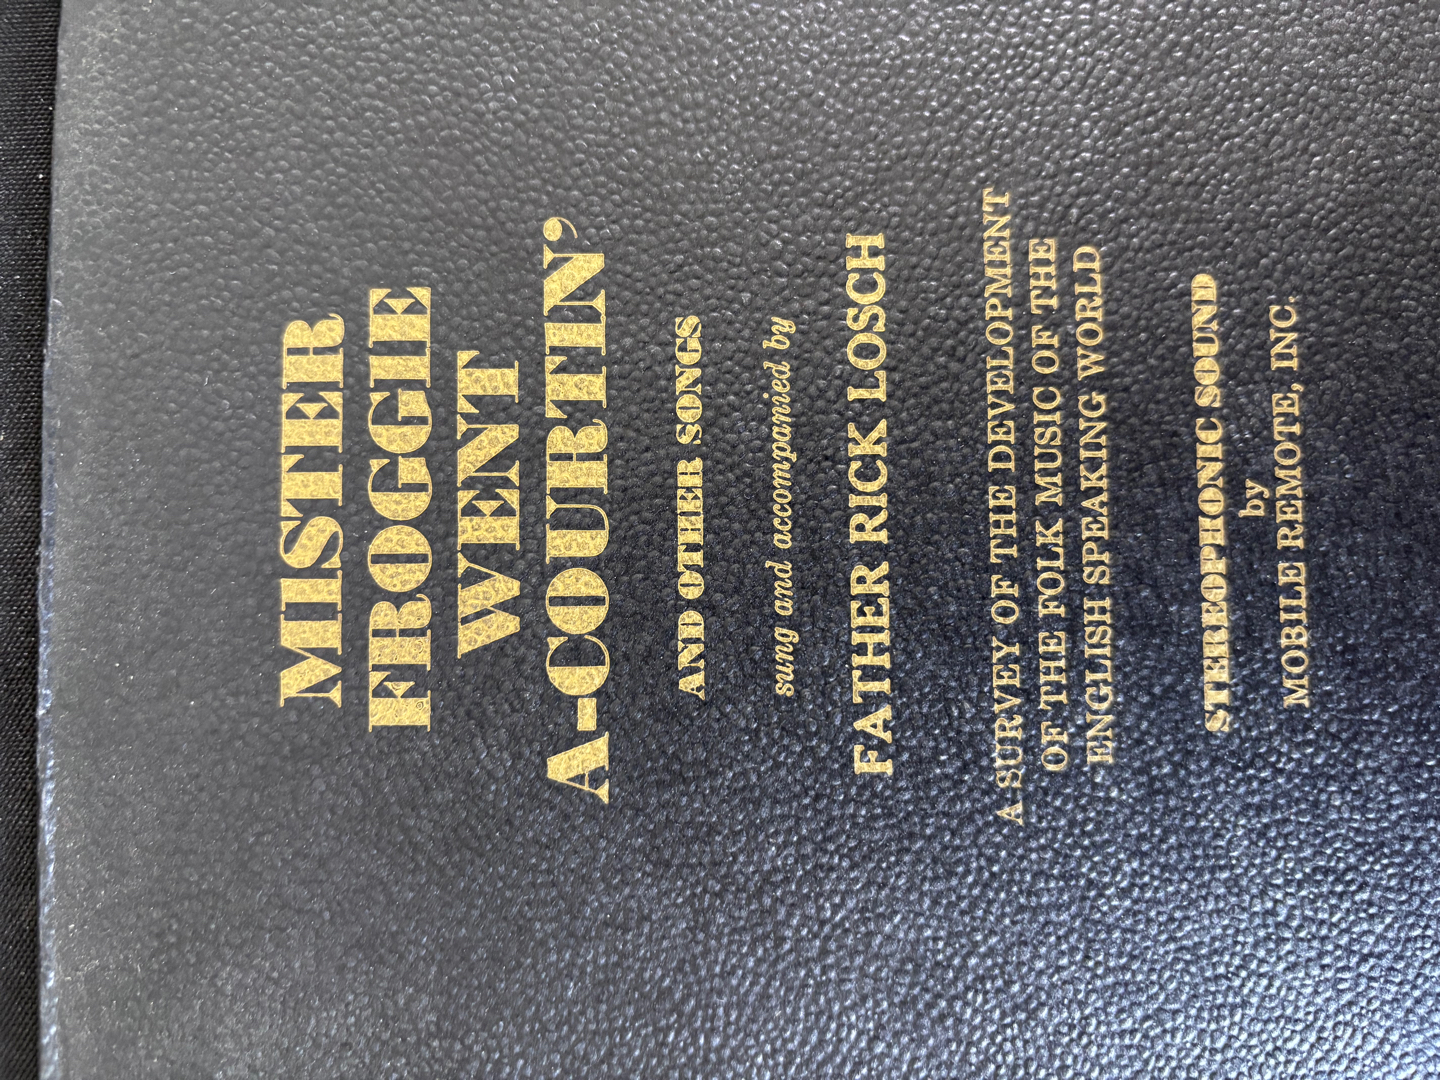 MISTER
FROGGIE
WENT
A-COURTIN'
AND OTHER SONGS
sung and accompanied by
FATHER RICK LOSCH
A SURVEY OF THE DEVELOPMENT
OF THE FOLK MUSIC OF THE
ENGLISH SPEAKING WORLD
STEREOPHONIC SOUND
by
MOBILE REMOTE, INC.